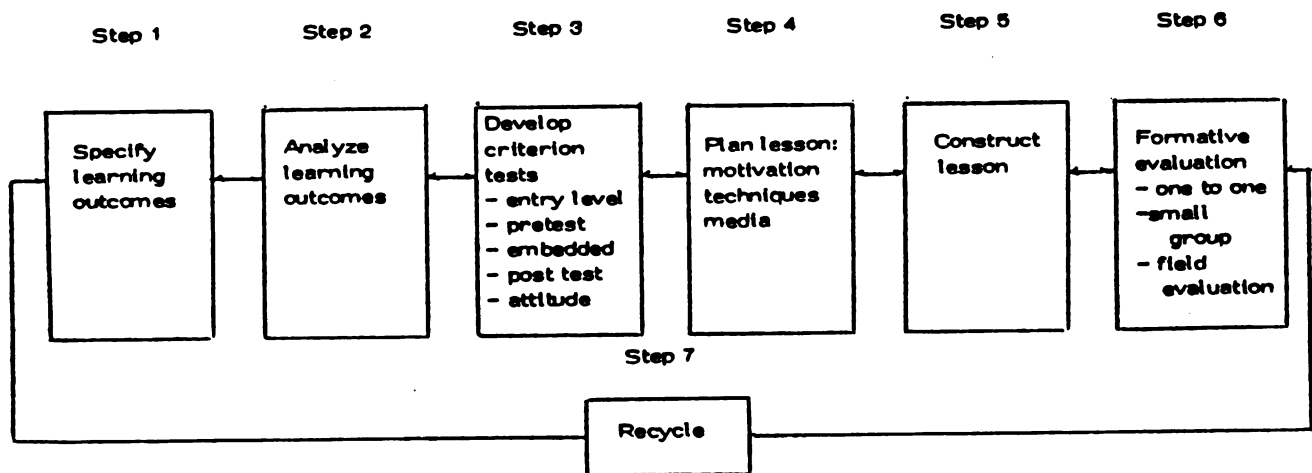 Step 1
Step 2
Step 3
Step 4
Step 5
Step 6
Specify
learning
outcomes
Analyze
learning
outcomes
Develop
criterion
tests
- entry level
- pretest
- embedded
- post test
- attitude
Plan lesson:
motivation
techniques
media
Construct
lesson
Formative
evaluation
- one to one
-small
group
- field
evaluation
Step 7
Recycle